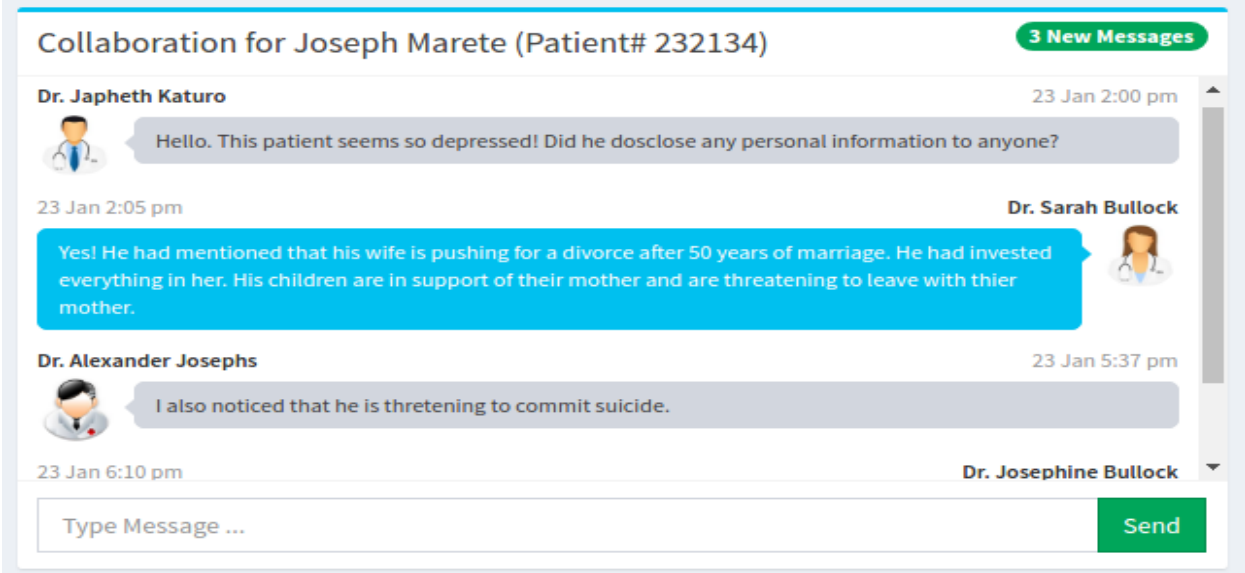 Collaboration for Joseph Marete (Patient# 232134)
3 New Messages
Dr. Japheth Katuro
23 Jan 2:00 pm
Hello. This patient seems so depressed! Did he dosclose any personal information to anyone?
23 Jan 2:05 pm
Dr. Sarah Bullock
Yes! He had mentioned that his wife is pushing for a divorce after 50 years of marriage. He had invested
everything in her. His children are in support of their mother and are threatening to leave with thier
mother.
Dr. Alexander Josephs
23 Jan 5:37 pm
I also noticed that he is thretening to commit suicide.
23 Jan 6:10 pm
Dr. Josephine Bullock
Type Message ...
Send